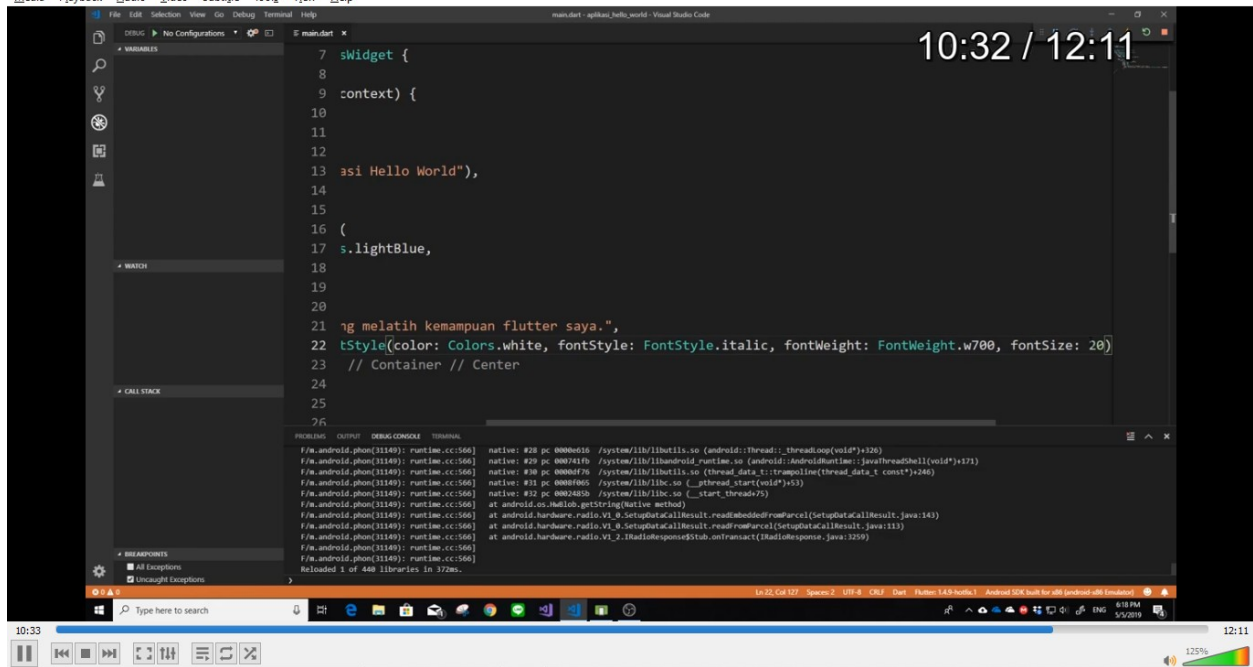 File Edit Selection View Go Debug Terminal Help
main.dart - aplikasi_hello_world - Visual Studio Code
DEBUG No Configurations
main.dart
10:32 / 12:11
VARIABLES
7 sWidget {
8
9 context) {
10
11
12
13 asi Hello World"),
14
15
16 (
17 s.lightBlue,
WATCH
18
19
20
21 ng melatih kemampuan flutter saya.",
22 tStyle(color: Colors.white, fontStyle: FontStyle.italic, fontWeight: FontWeight.w700, fontSize: 20)
23 // Container // Center
CALL STACK
24
25
26
PROBLEMS OUTPUT DEBUG CONSOLE TERMINAL
F/m.android.phon(31149): runtime.cc:566] native: #28 pc 0000e616 /system/lib/libutils.so (android::Thread::_threadLoop(void*)+326)
F/m.android.phon(31149): runtime.cc:566] native: #29 pc 000741fb /system/lib/libandroid_runtime.so (android::AndroidRuntime::javaThreadShell(void*)+171)
F/m.android.phon(31149): runtime.cc:566] native: #30 pc 0000df76 /system/lib/libutils.so (thread_data_t::trampoline(thread_data_t const*)+246)
F/m.android.phon(31149): runtime.cc:566] native: #31 pc 0008f065 /system/lib/libc.so (__pthread_start(void*)+53)
F/m.android.phon(31149): runtime.cc:566] native: #32 pc 0002485b /system/lib/libc.so (__start_thread+75)
F/m.android.phon(31149): runtime.cc:566] at android.os.HwBlob.getString(Native method)
F/m.android.phon(31149): runtime.cc:566] at android.hardware.radio.V1_0.SetupDataCallResult.readEmbeddedFromParcel(SetupDataCallResult.java:143)
F/m.android.phon(31149): runtime.cc:566] at android.hardware.radio.V1_0.SetupDataCallResult.readFromParcel(SetupDataCallResult.java:113)
F/m.android.phon(31149): runtime.cc:566] at android.hardware.radio.V1_2.IRadioResponse$Stub.onTransact(IRadioResponse.java:3259)
F/m.android.phon(31149): runtime.cc:566]
F/m.android.phon(31149): runtime.cc:566]
Reloaded 1 of 440 libraries in 372ms.
BREAKPOINTS
All Exceptions
Uncaught Exceptions
0 0
Ln 22, Col 127 Spaces: 2 UTF-8 CRLF Dart Flutter: 1.4.9-hotfix.1 Android SDK built for x86 (android-x86 Emulator)
Type here to search
ENG
6:18 PM
5/5/2019
10:33
12:11
125%